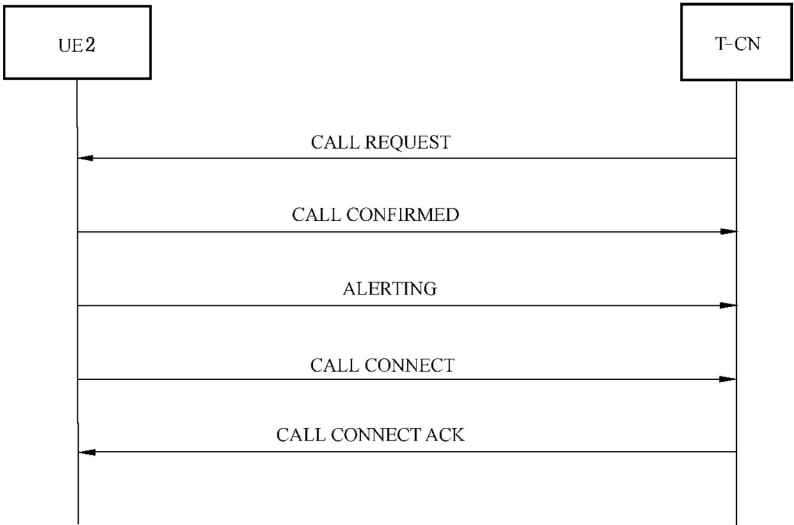 UE2
T-CN
CALL REQUEST
CALL CONFIRMED
ALERTING
CALL CONNECT
CALL CONNECT ACK